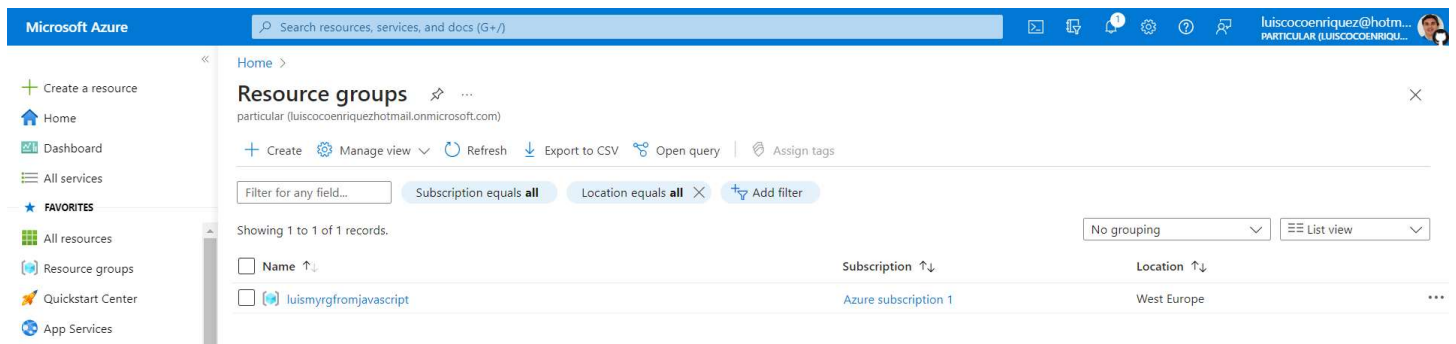 Microsoft Azure
Search resources, services, and docs (G+/)
1
luiscocoenriquez@hotm...
PARTICULAR (LUISCOCOENRIQU...
«
Create a resource
Home
Dashboard
All services
FAVORITES
All resources
Resource groups
Quickstart Center
App Services
Home >
Resource groups ...
particular (luiscocoenriquezhotmail.onmicrosoft.com)
+ Create Manage view Refresh Export to CSV Open query Assign tags
Filter for any field... Subscription equals all Location equals all Add filter
Showing 1 to 1 of 1 records. No grouping List view
Name ↑↓ Subscription ↑↓ Location ↑↓
luismyrgfromjavascript Azure subscription 1 West Europe ...